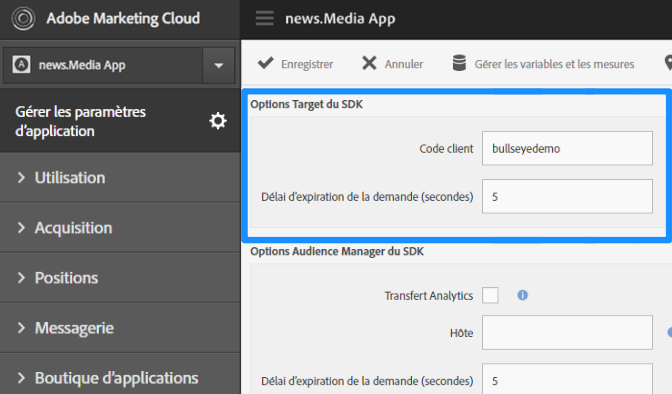 Adobe Marketing Cloud
news.Media App
news.Media App
Enregistrer
Annuler
Gérer les variables et les mesures
Gérer les paramètres
d'application
Utilisation
Acquisition
Positions
Messagerie
Boutique d'applications
Options Target du SDK
Code client
bullseyedemo
Délai d'expiration de la demande (secondes)
5
Options Audience Manager du SDK
Transfert Analytics
Hôte
Délai d'expiration de la demande (secondes)
5